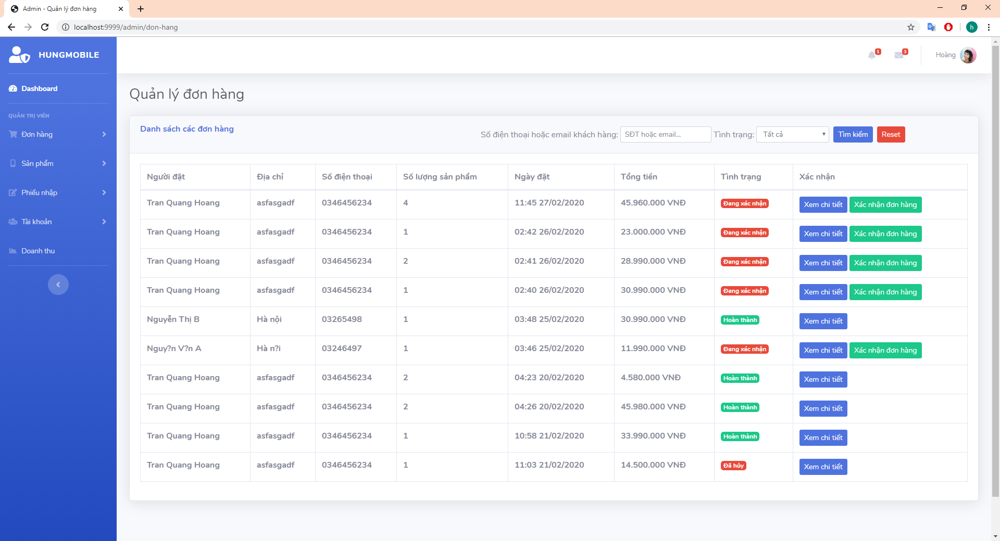 Admin - Quản lý đơn hàng
localhost:9999/admin/don-hang
h
HUNGMOBILE
1
3
Hoàng
Dashboard
QUẢN TRỊ VIÊN
Đơn hàng
Sản phẩm
Phiếu nhập
Tài khoản
Doanh thu
Quản lý đơn hàng
Danh sách các đơn hàng
Số điện thoại hoặc email khách hàng: SĐT hoặc email... Tình trạng: Tất cả Tìm kiếm Reset
Người đặt Địa chỉ Số điện thoại Số lượng sản phẩm Ngày đặt Tổng tiền Tình trạng Xác nhận
Tran Quang Hoang asfasgadf 0346456234 4 11:45 27/02/2020 45.960.000 VNĐ Đang xác nhận Xem chi tiết Xác nhận đơn hàng
Tran Quang Hoang asfasgadf 0346456234 1 02:42 26/02/2020 23.000.000 VNĐ Đang xác nhận Xem chi tiết Xác nhận đơn hàng
Tran Quang Hoang asfasgadf 0346456234 2 02:41 26/02/2020 28.990.000 VNĐ Đang xác nhận Xem chi tiết Xác nhận đơn hàng
Tran Quang Hoang asfasgadf 0346456234 1 02:40 26/02/2020 30.990.000 VNĐ Đang xác nhận Xem chi tiết Xác nhận đơn hàng
Nguyễn Thị B Hà nội 03265498 1 03:48 25/02/2020 30.990.000 VNĐ Hoàn thành Xem chi tiết
Nguy?n V?n A Hà n?i 03246497 1 03:46 25/02/2020 11.990.000 VNĐ Đang xác nhận Xem chi tiết Xác nhận đơn hàng
Tran Quang Hoang asfasgadf 0346456234 2 04:23 20/02/2020 4.580.000 VNĐ Hoàn thành Xem chi tiết
Tran Quang Hoang asfasgadf 0346456234 2 04:26 20/02/2020 45.980.000 VNĐ Hoàn thành Xem chi tiết
Tran Quang Hoang asfasgadf 0346456234 1 10:58 21/02/2020 33.990.000 VNĐ Hoàn thành Xem chi tiết
Tran Quang Hoang asfasgadf 0346456234 1 11:03 21/02/2020 14.500.000 VNĐ Đã hủy Xem chi tiết